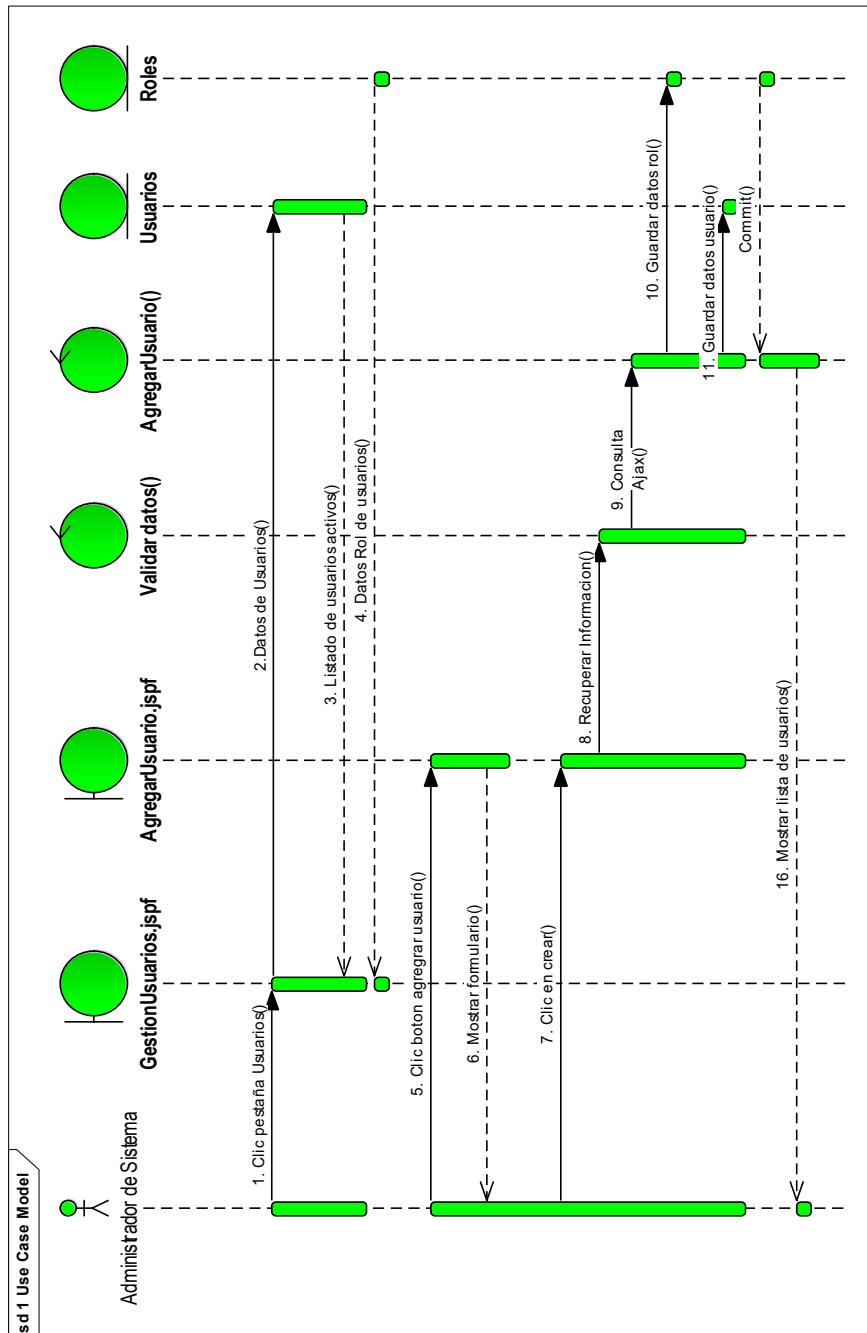 sd 1 Use Case Model
Administrador de Sistema
GestionUsuarios.jspf
AgregarUsuario.jspf
Validar datos()
AgregarUsuario()
Usuarios
Roles
1. Clic pestaña Usuarios()
2.Datos de Usuarios()
3. Listado de usuarios activos()
4. Datos Rol de usuarios()
5. Clic boton agregrar usuario()
6. Mostrar formulario()
7. Clic en crear()
8. Recuperar Informacion()
9. Consulta
Ajax()
10. Guardar datos rol()
11. Guardar datos usuario()
Commit()
16. Mostrar lista de usuarios()